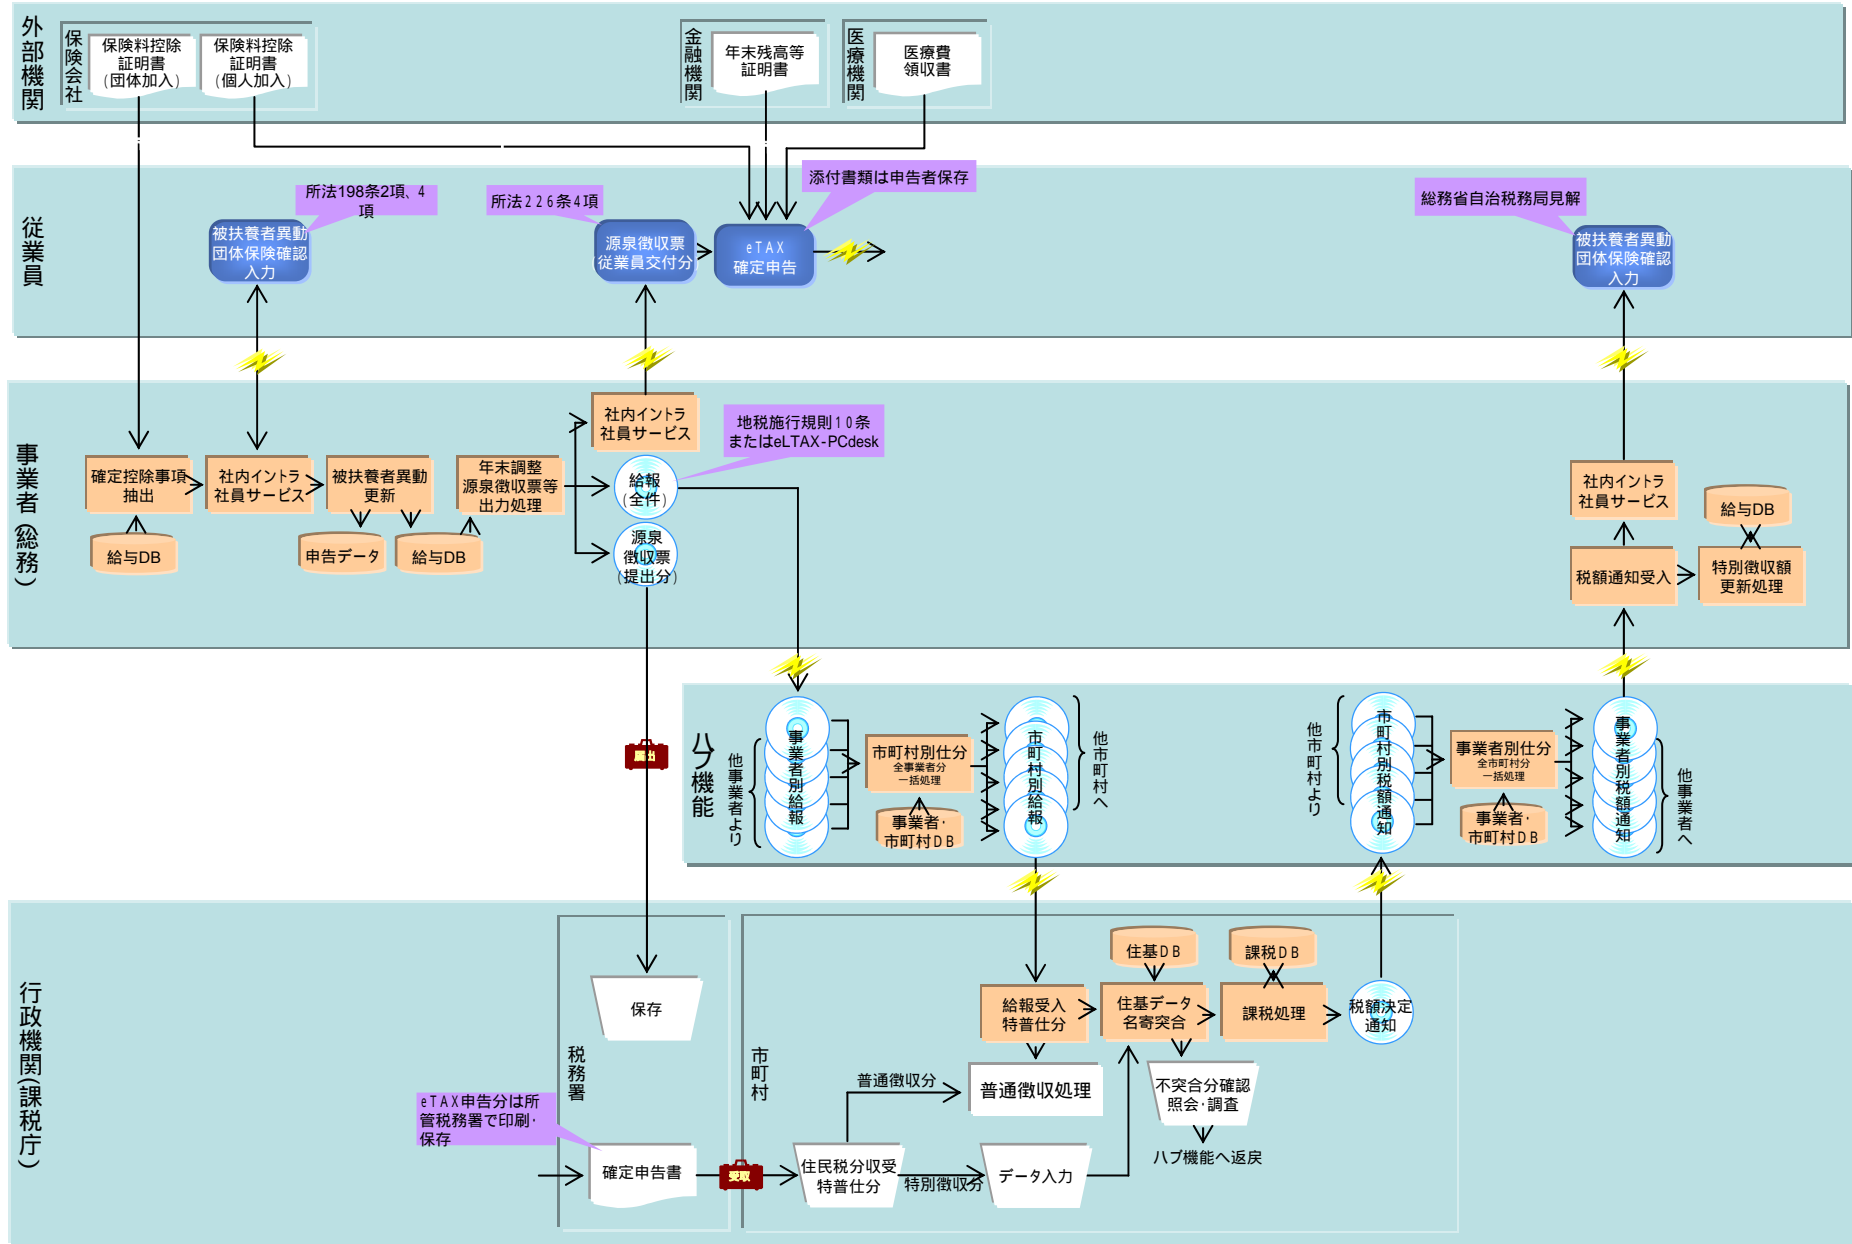 外部機関
保険会社
保険料控除
証明書
(団体加入)
保険料控除
証明書
(個人加入)
金融機関
年末残高等
証明書
医療機関
医療費
領収書
従業員
所法198条2項、4
項
被扶養者異動
団体保険確認
入力
所法226条4項
源泉徴収票
(従業員交付分)
添付書類は申告者保存
eTAX
確定申告
総務省自治税務局見解
被扶養者異動
団体保険確認
入力
事業者(総務)
確定控除事項
抽出
給与DB
社内イントラ
社員サービス
被扶養者異動
更新
申告データ
給与DB
年末調整
源泉徴収票等
出力処理
社内イントラ
社員サービス
給報
(全件)
源泉
徴収票
(提出分)
地税施行規則10条
またはeLTAX-PCdesk
社内イントラ
社員サービス
税額通知受入
給与DB
特別徴収額
更新処理
届出
ハブ機能
他事業者より
事業者別給報
市町村別仕分
全事業者分
一括処理
事業者・
市町村DB
市町村別給報
他市町村へ
他市町村より
市町村別税額通知
事業者別仕分
全市町村分
一括処理
事業者・
市町村DB
事業者別税額通知
他事業者へ
行政機関(課税庁)
税務署
保存
eTAX申告分は所
管税務署で印刷・
保存
確定申告書
受取
市町村
住民税分収受
特普仕分
普通徴収分
特別徴収分
データ入力
給報受入
特普仕分
普通徴収処理
住基DB
住基データ
名寄突合
不突合分確認
照会・調査
ハブ機能へ返戻
課税DB
課税処理
税額決定
通知